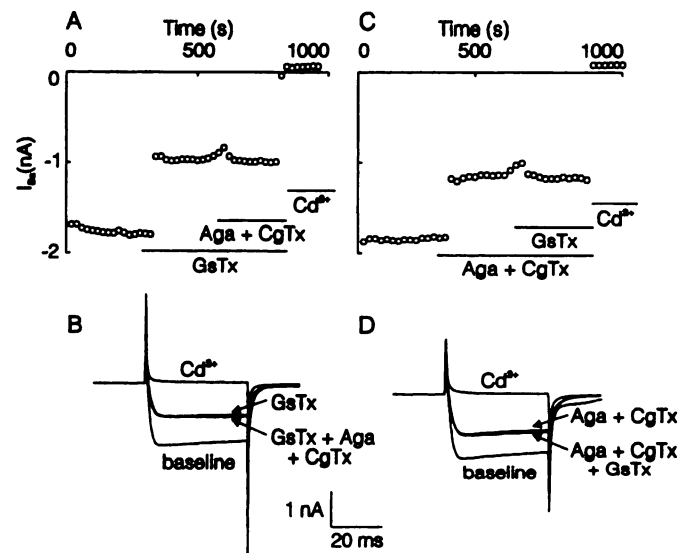 A
Time (s)
0 500 1000
0
-1
-2
I_Ba(nA)
Cd²⁺
Aga + CgTx
GsTx
C
Time (s)
0 500 1000
Cd²⁺
GsTx
Aga + CgTx
B
Cd²⁺
GsTx
GsTx + Aga
+ CgTx
baseline
1 nA
20 ms
D
Cd²⁺
Aga + CgTx
Aga + CgTx
+ GsTx
baseline